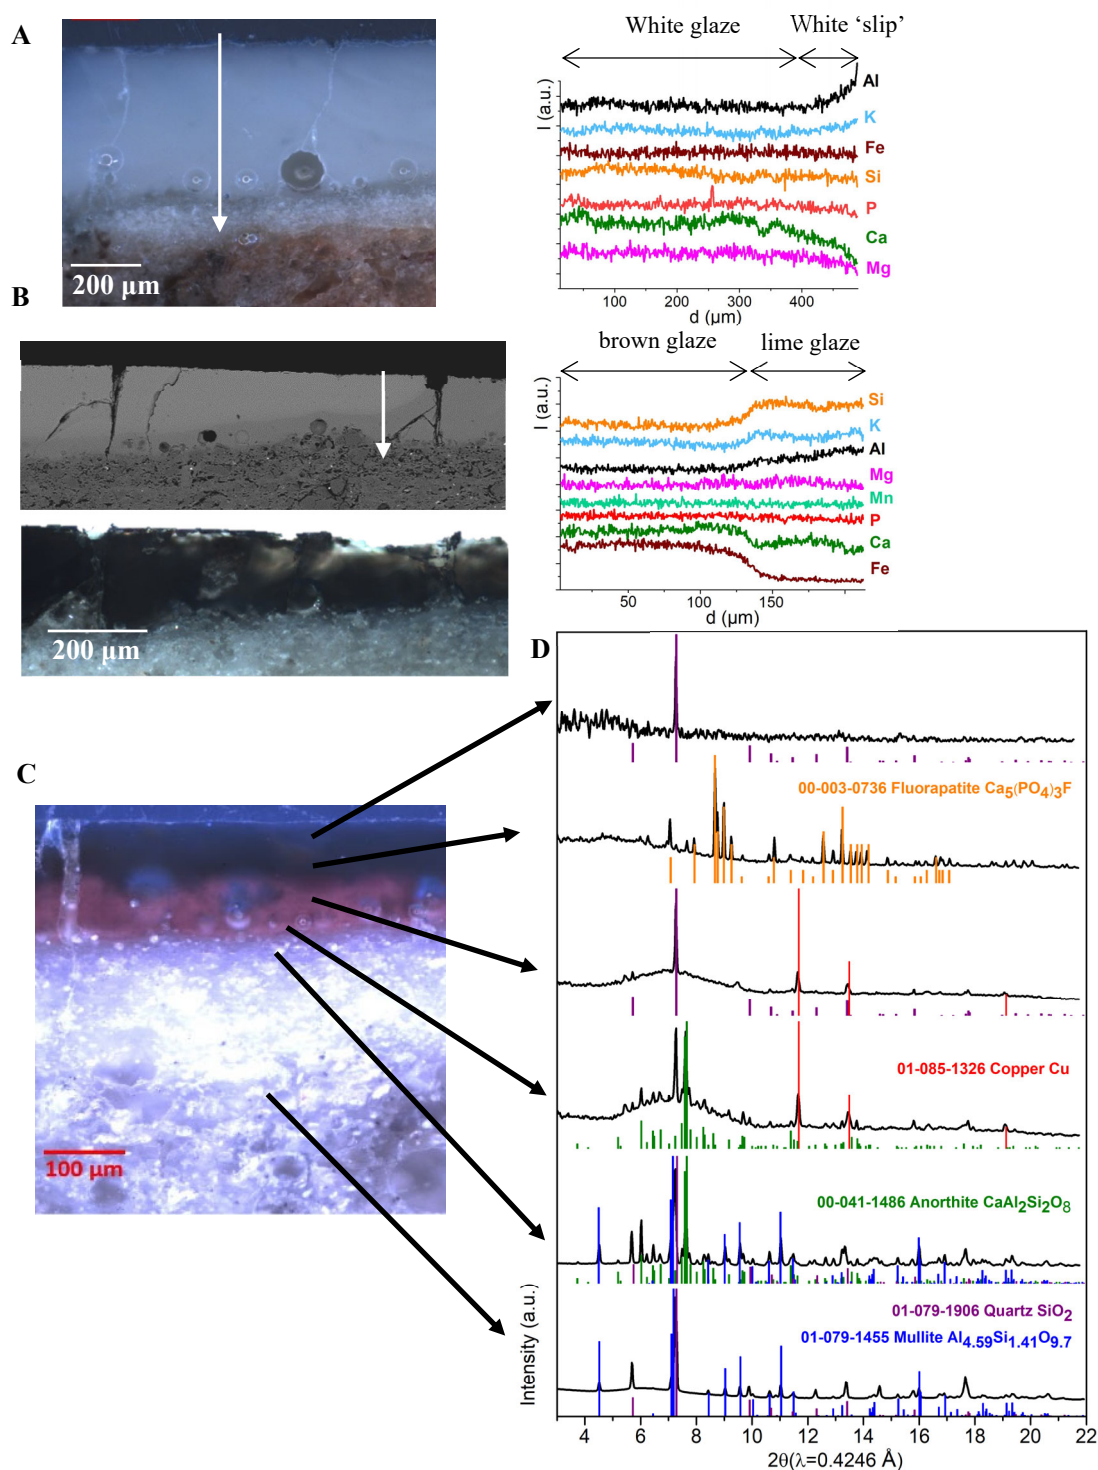 A
200 µm
White glaze
White ‘slip’
I (a.u.)
Al
K
Fe
Si
P
Ca
Mg
100 200 300 400
d (µm)
B
200 µm
brown glaze
lime glaze
I (a.u.)
Si
K
Al
Mg
Mn
P
Ca
Fe
50 100 150
d (µm)
C
100 µm
D
00-003-0736 Fluorapatite Ca5(PO4)3F
01-085-1326 Copper Cu
00-041-1486 Anorthite CaAl2Si2O8
01-079-1906 Quartz SiO2
01-079-1455 Mullite Al4.59Si1.41O9.7
Intensity (a.u.)
4 6 8 10 12 14 16 18 20 22
2θ(λ=0.4246 Å)